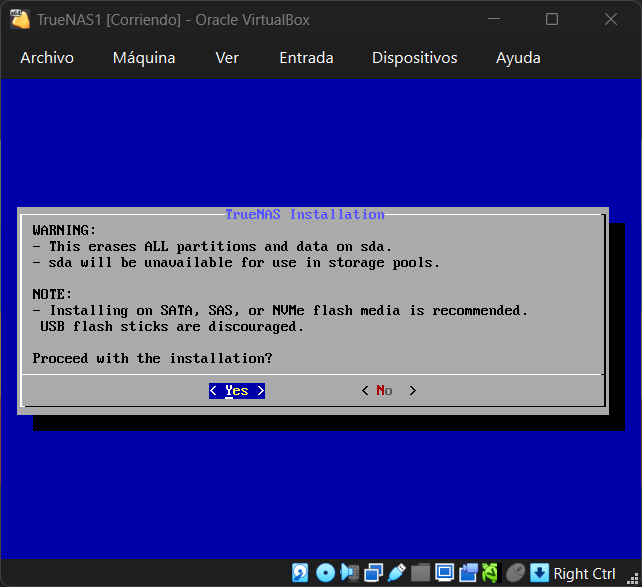 TrueNAS1 [Corriendo] - Oracle VirtualBox
Archivo Máquina Ver Entrada Dispositivos Ayuda
TrueNAS Installation
WARNING:
- This erases ALL partitions and data on sda.
- sda will be unavailable for use in storage pools.
NOTE:
- Installing on SATA, SAS, or NVMe flash media is recommended.
USB flash sticks are discouraged.
Proceed with the installation?
< Yes > < No >
Right Ctrl